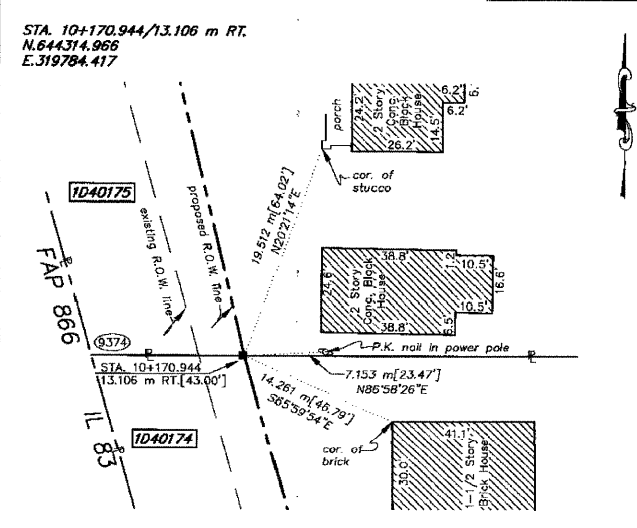 STA. 10+170.944/13.106 m RT.
N.644314.966
E.319784.417
24.2'
2 Story
Conc. Block
House
6.2'
6.2'
14.5'
26.2'
porch
cor. of
stucco
19.512 m[64.02']
N20°21'14"E
1D40175
existing R.O.W. line
proposed R.O.W. line
FAP 866
38.8'
1.2'
10.5'
24.6'
2 Story
Conc. Block
House
16.6'
10.5'
38.8'
6.5'
P.K. nail in power pole
9374
STA. 10+170.944
13.106 m RT.[43.00']
7.153 m[23.47']
N86°58'26"E
14.261 m[46.79']
S65°59'54"E
1D40174
IL 83
cor. of
brick
41.1'
30.0'
1-1/2 Story
Brick House